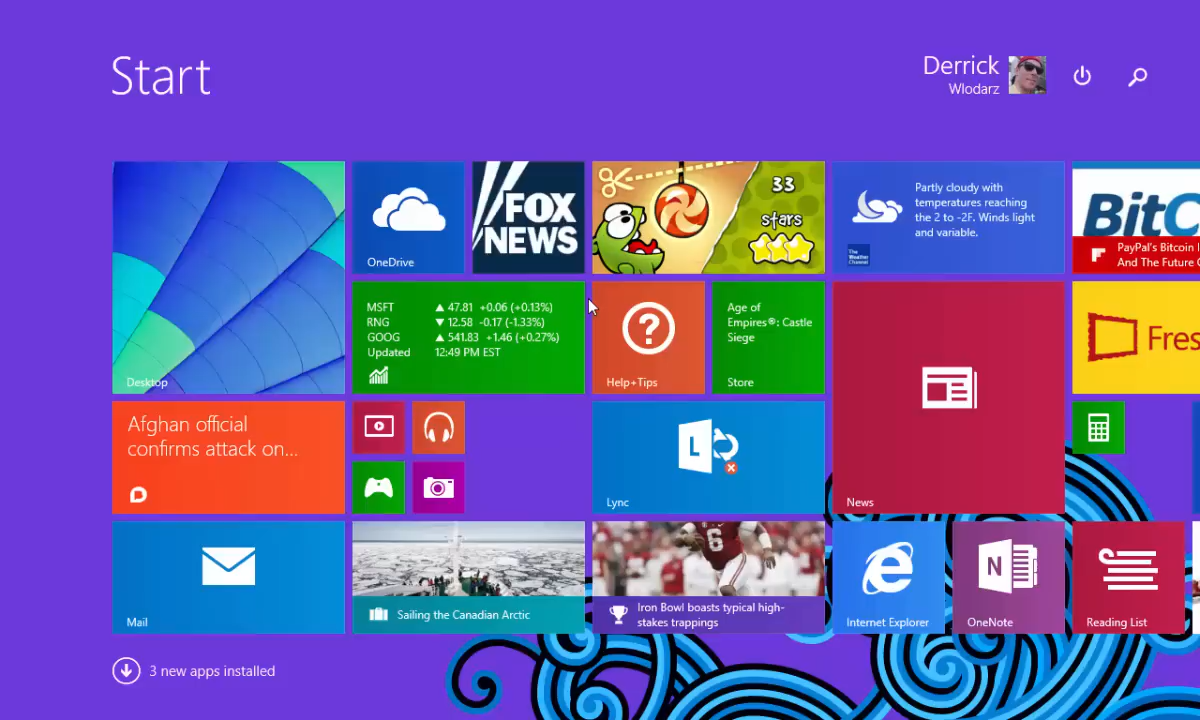 Start
Derrick
Wlodarz
Desktop
OneDrive
FOX
NEWS
33
stars
Partly cloudy with
temperatures reaching
the 2 to -2F. Winds light
and variable.
The
Weather
Channel
BitC
PayPal's Bitcoin
And The Future
MSFT ▲ 47.81 +0.06 (+0.13%)
RNG ▼ 12.58 -0.17 (-1.33%)
GOOG ▲ 541.83 +1.46 (+0.27%)
Updated 12:49 PM EST
?
Help+Tips
Age of
Empires®: Castle
Siege
Store
News
Fres
Afghan official
confirms attack on...
L
Lync
Mail
Sailing the Canadian Arctic
6
Iron Bowl boasts typical high-
stakes trappings
Internet Explorer
N
OneNote
Reading List
3 new apps installed